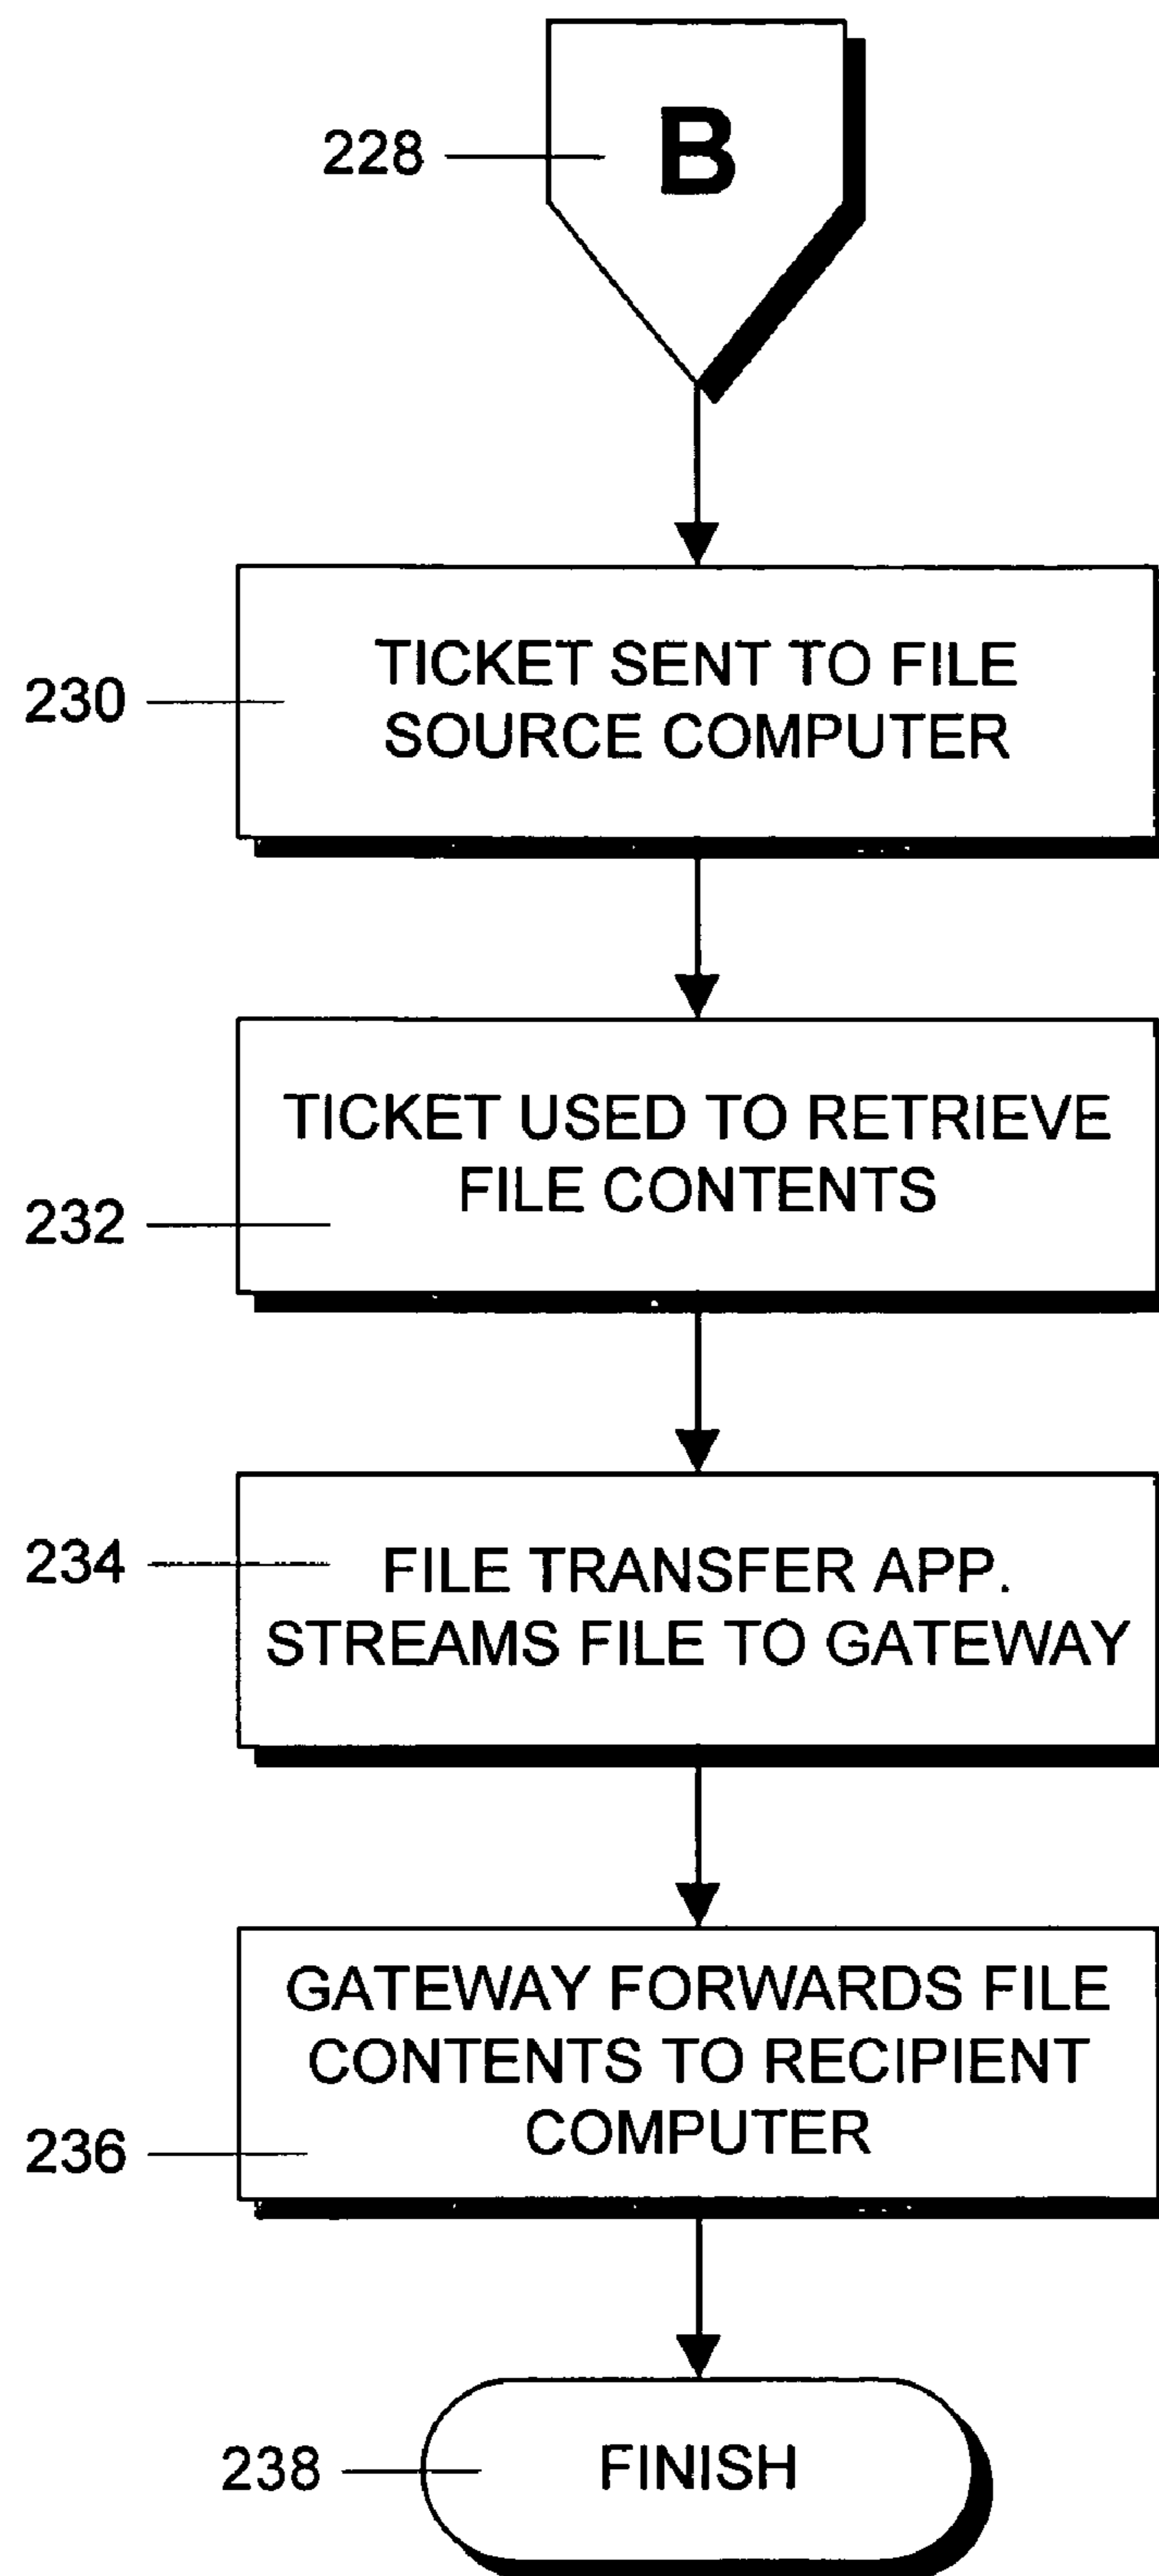 228
B
230
TICKET SENT TO FILE
SOURCE COMPUTER
TICKET USED TO RETRIEVE
FILE CONTENTS
232
234
FILE TRANSFER APP.
STREAMS FILE TO GATEWAY
GATEWAY FORWARDS FILE
CONTENTS TO RECIPIENT
COMPUTER
236
238
FINISH